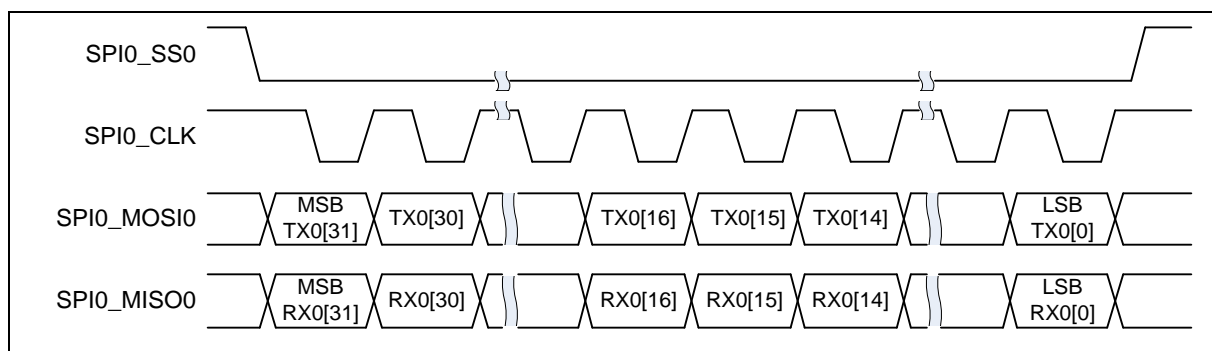 SPI0_SS0
SPI0_CLK
SPI0_MOSI0
MSB
TX0[31]
TX0[30]
TX0[16]
TX0[15]
TX0[14]
LSB
TX0[0]
SPI0_MISO0
MSB
RX0[31]
RX0[30]
RX0[16]
RX0[15]
RX0[14]
LSB
RX0[0]